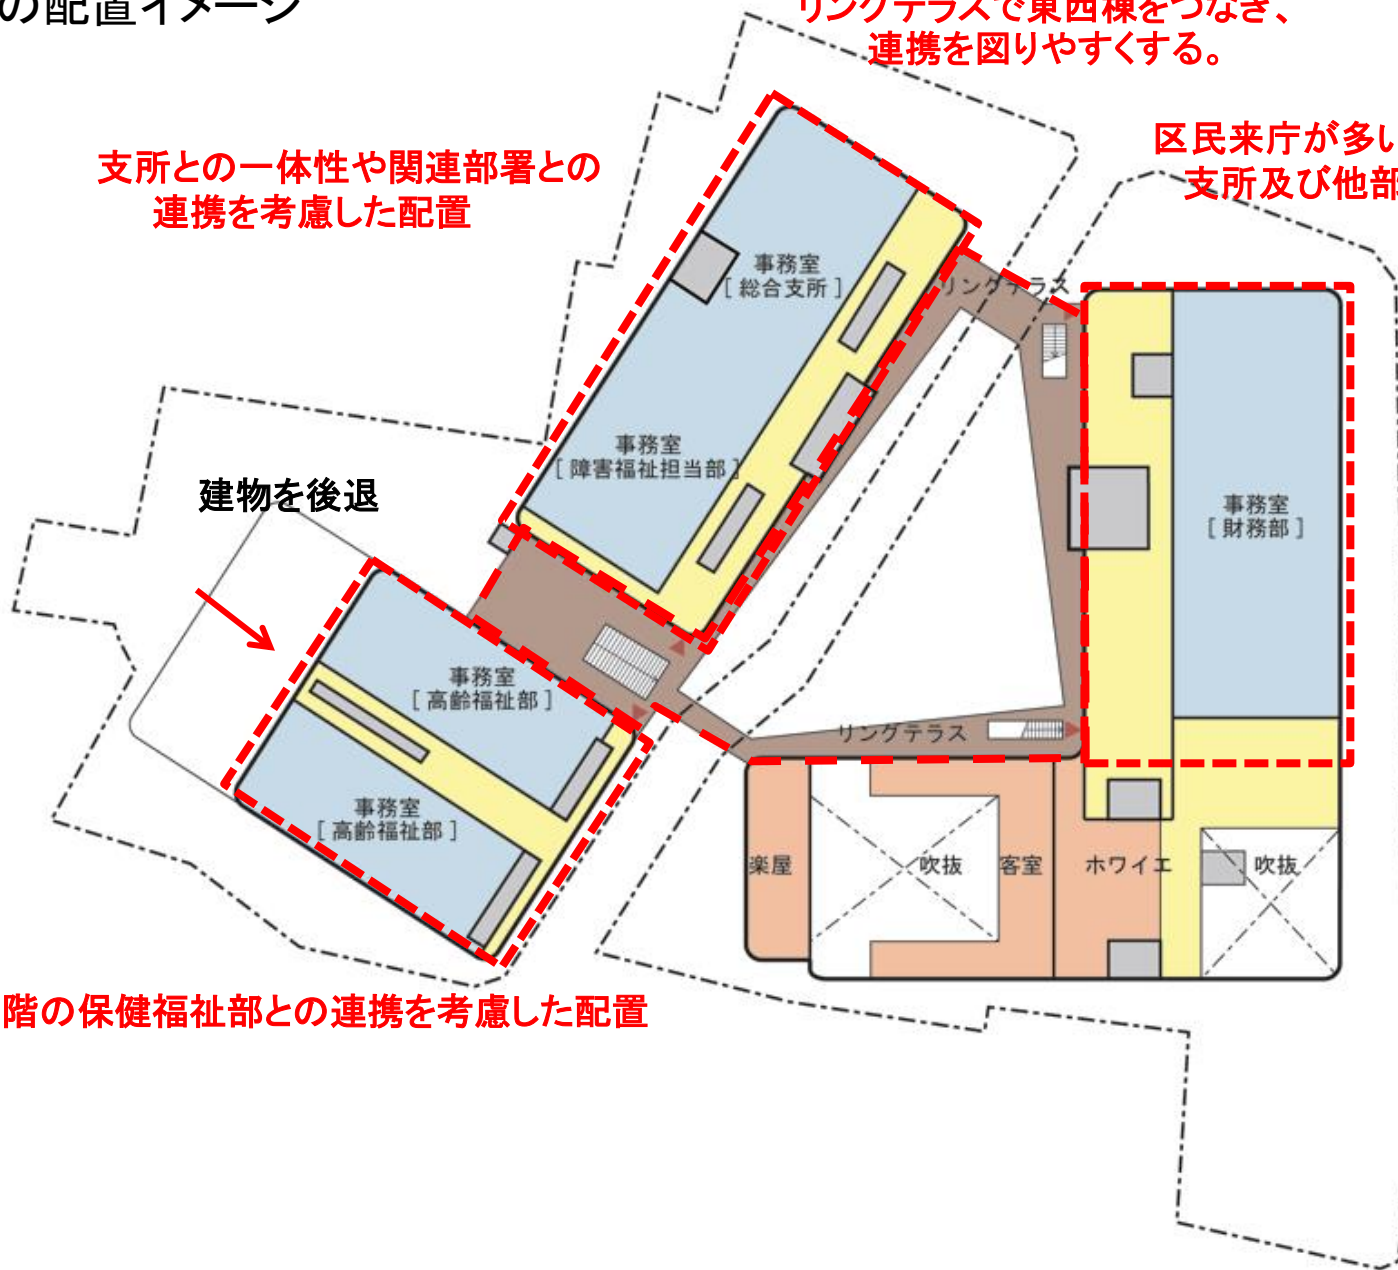 の配置イメージ
リングテラスで東西棟をつなぎ、
連携を図りやすくする。
区民来庁が多い
支所及び他部
支所との一体性や関連部署との
連携を考慮した配置
事務室
[ 総合支所 ]
リングテラス
事務室
[ 障害福祉担当部 ]
建物を後退
事務室
[ 財務部 ]
事務室
[ 高齢福祉部 ]
リングテラス
事務室
[ 高齢福祉部 ]
楽屋
吹抜
客室
ホワイエ
吹抜
階の保健福祉部との連携を考慮した配置